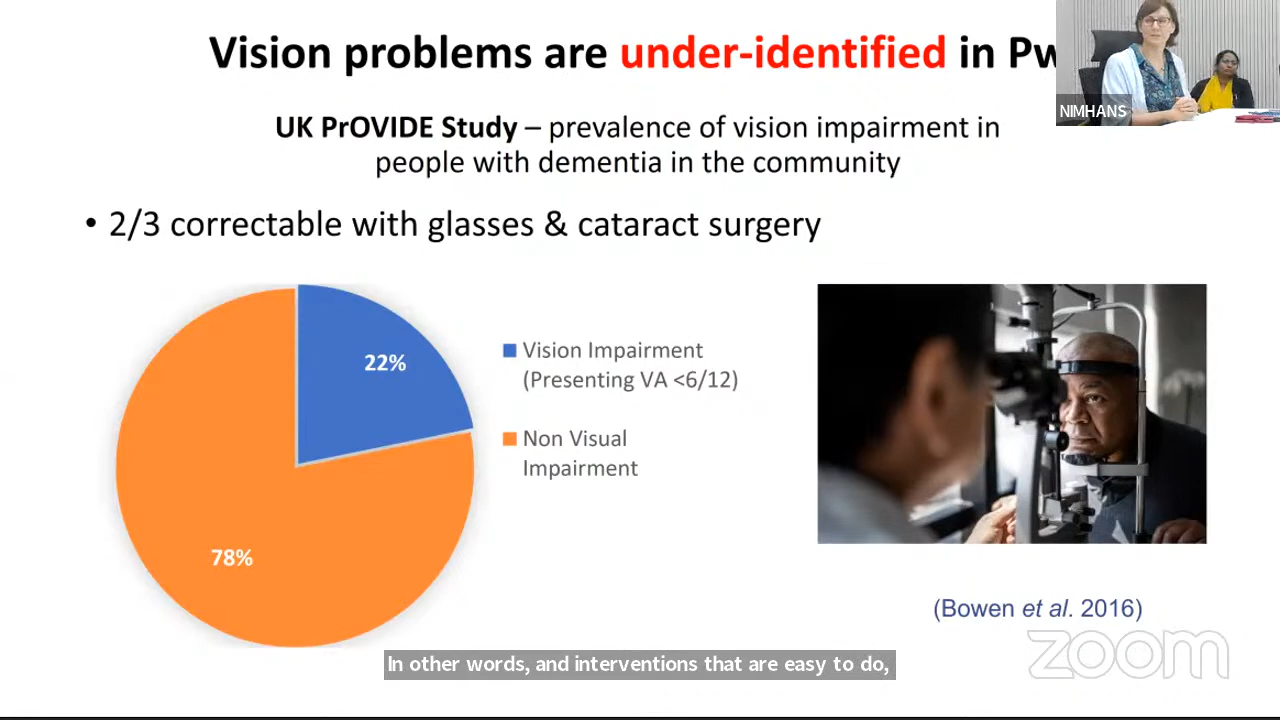 Vision problems are under-identified in Pw
NIMHANS
UK PrOVIDE Study – prevalence of vision impairment in
people with dementia in the community
• 2/3 correctable with glasses & cataract surgery
22%
78%
Vision Impairment
(Presenting VA <6/12)
Non Visual
Impairment
(Bowen et al. 2016)
zoom
In other words, and interventions that are easy to do,